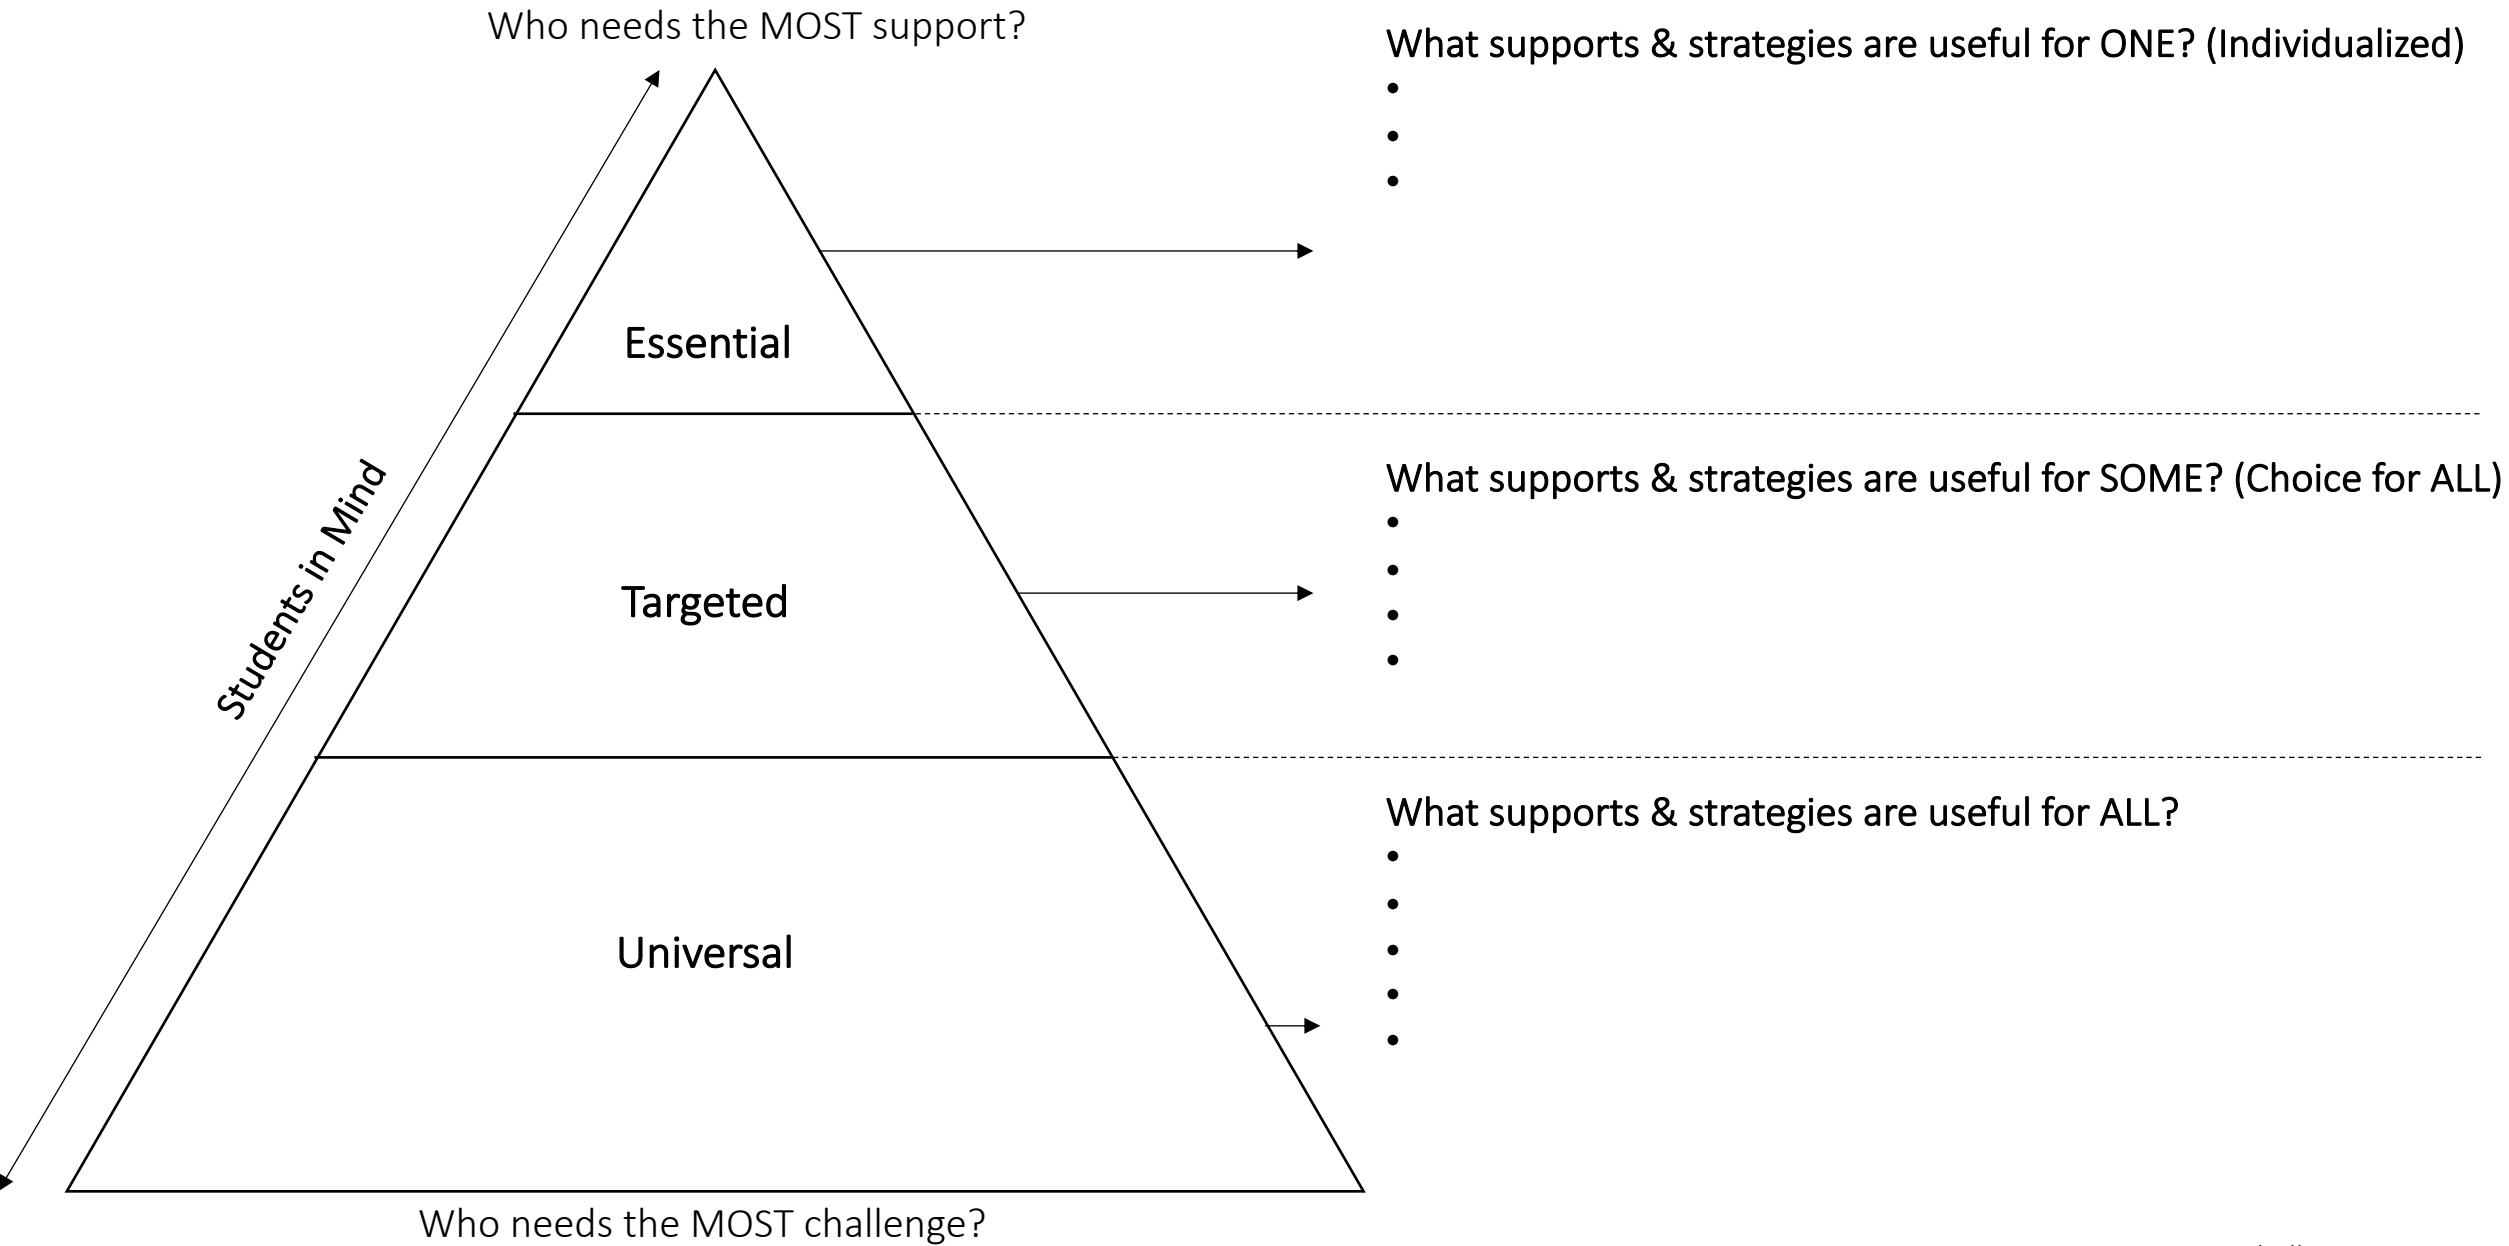 Who needs the MOST support?
What supports & strategies are useful for ONE? (Individualized)
•
•
•
Essential
What supports & strategies are useful for SOME? (Choice for ALL)
•
•
•
•
Targeted
Students in Mind
What supports & strategies are useful for ALL?
•
•
•
•
•
Universal
Who needs the MOST challenge?